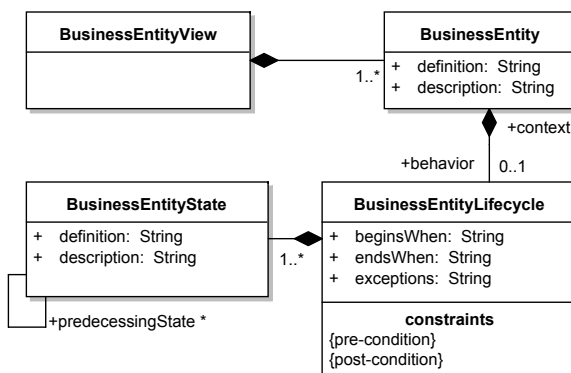 BusinessEntityView
BusinessEntity
+ definition: String
+ description: String
1..*
+context
+behavior
0..1
BusinessEntityState
+ definition: String
+ description: String
1..*
+predecessingState *
BusinessEntityLifecycle
+ beginsWhen: String
+ endsWhen: String
+ exceptions: String
constraints
{pre-condition}
{post-condition}